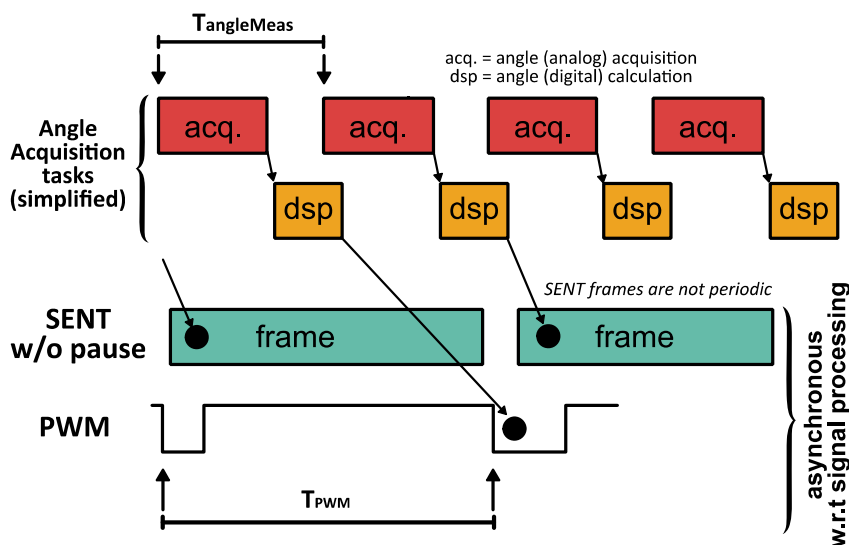 TangleMeas
acq. = angle (analog) acquisition
dsp = angle (digital) calculation
Angle
Acquisition
tasks
(simplified)
acq.
acq.
acq.
acq.
dsp
dsp
dsp
dsp
SENT frames are not periodic
SENT
w/o pause
frame
frame
PWM
TPWM
asynchronous
w.r.t signal processing